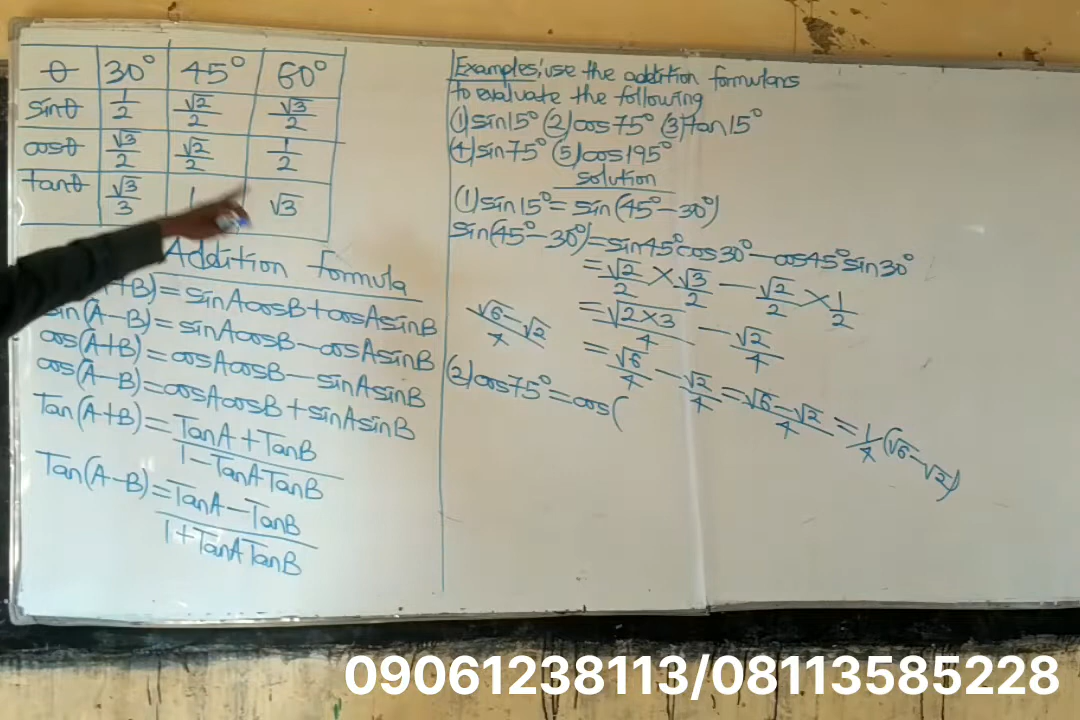 θ 30° 45° 60°
sinθ 1/2 √2/2 √3/2
cosθ √3/2 √2/2 1/2
tanθ √3/3 1 √3
Addition Formula
+B) = sinAcosB + cosAsinB
sin(A−B) = sinAcosB − cosAsinB
cos(A+B) = cosAcosB − sinAsinB
cos(A−B) = cosAcosB + sinAsinB
Tan(A+B) = TanA + TanB / 1 − TanATanB
Tan(A−B) = TanA − TanB / 1 + TanATanB
Examples; use the addition formulars
to evaluate the following
(1) sin15° (2) cos75° (3) tan15°
(4) sin75° (5) cos195°
solution
(1) sin15° = sin(45° − 30°)
sin(45° − 30°) = sin45°cos30° − cos45°sin30°
= √2/2 × √3/2 − √2/2 × 1/2
= √2×3/4 − √2/4
√6 − √2/4
= √6/4 − √2/4 = √6 − √2/4 = 1/4(√6 − √2)
(2) cos75° = cos(
09061238113/08113585228